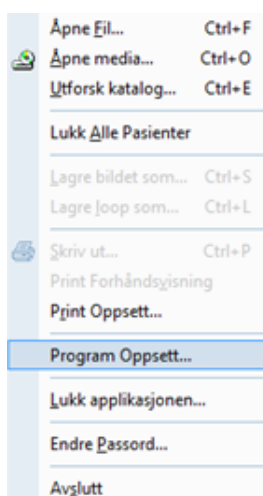 Åpne Fil... Ctrl+F
Åpne media... Ctrl+O
Utforsk katalog... Ctrl+E
Lukk Alle Pasienter
Lagre bildet som... Ctrl+S
Lagre loop som... Ctrl+L
Skriv ut... Ctrl+P
Print Forhåndsvisning
Print Oppsett...
Program Oppsett...
Lukk applikasjonen...
Endre Passord...
Avslutt